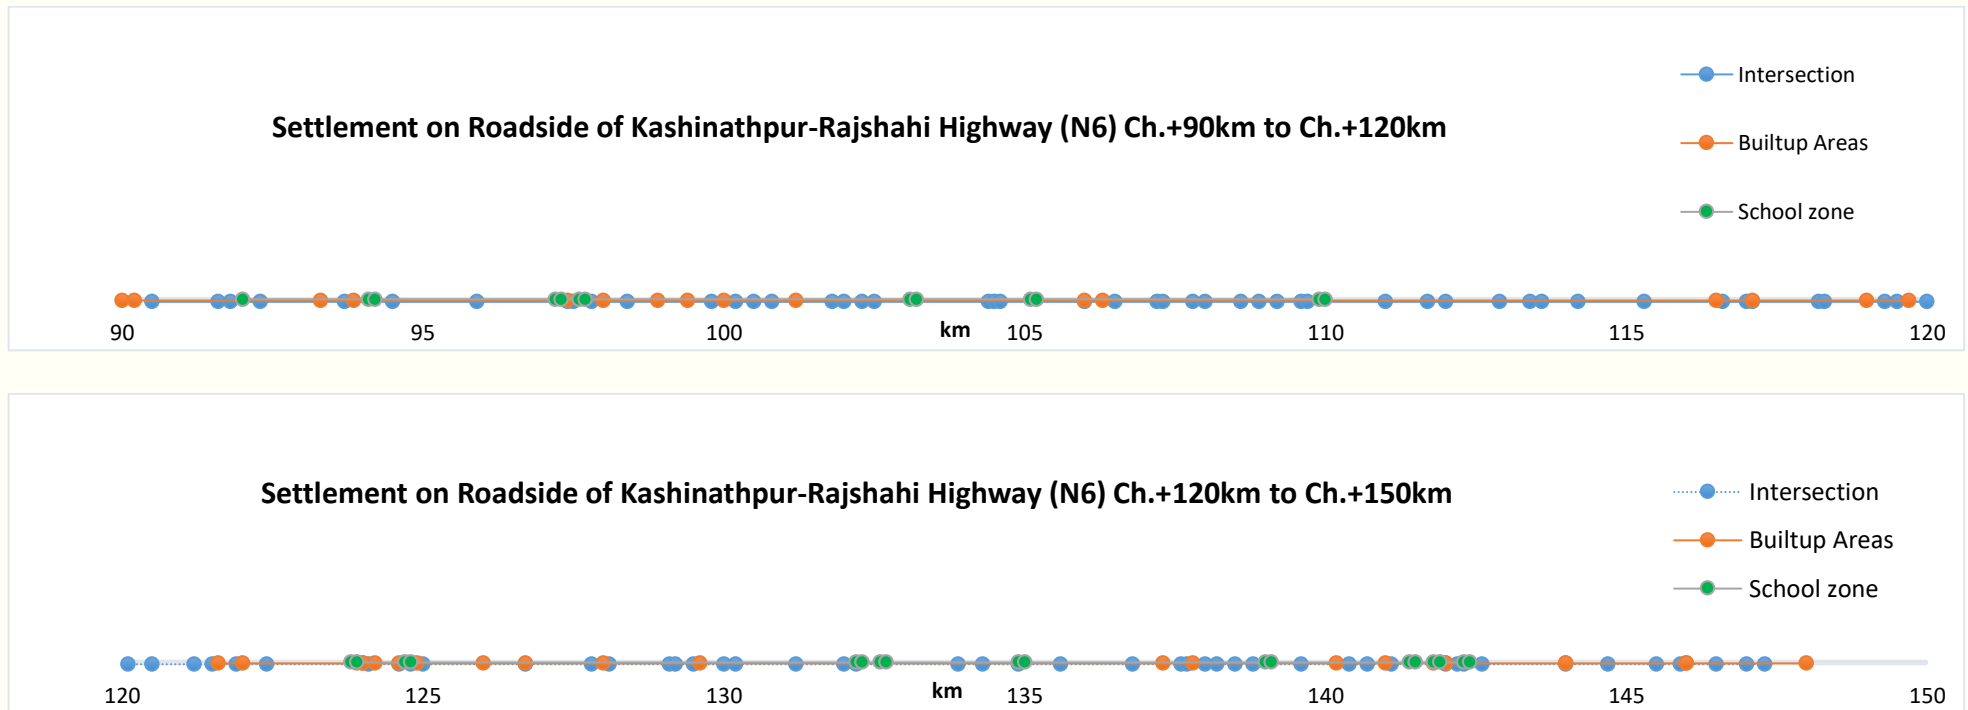 Settlement on Roadside of Kashinathpur-Rajshahi Highway (N6) Ch.+90km to Ch.+120km
Intersection
Builtup Areas
School zone
90 95 100 km 105 110 115 120
Settlement on Roadside of Kashinathpur-Rajshahi Highway (N6) Ch.+120km to Ch.+150km
Intersection
Builtup Areas
School zone
120 125 130 km 135 140 145 150